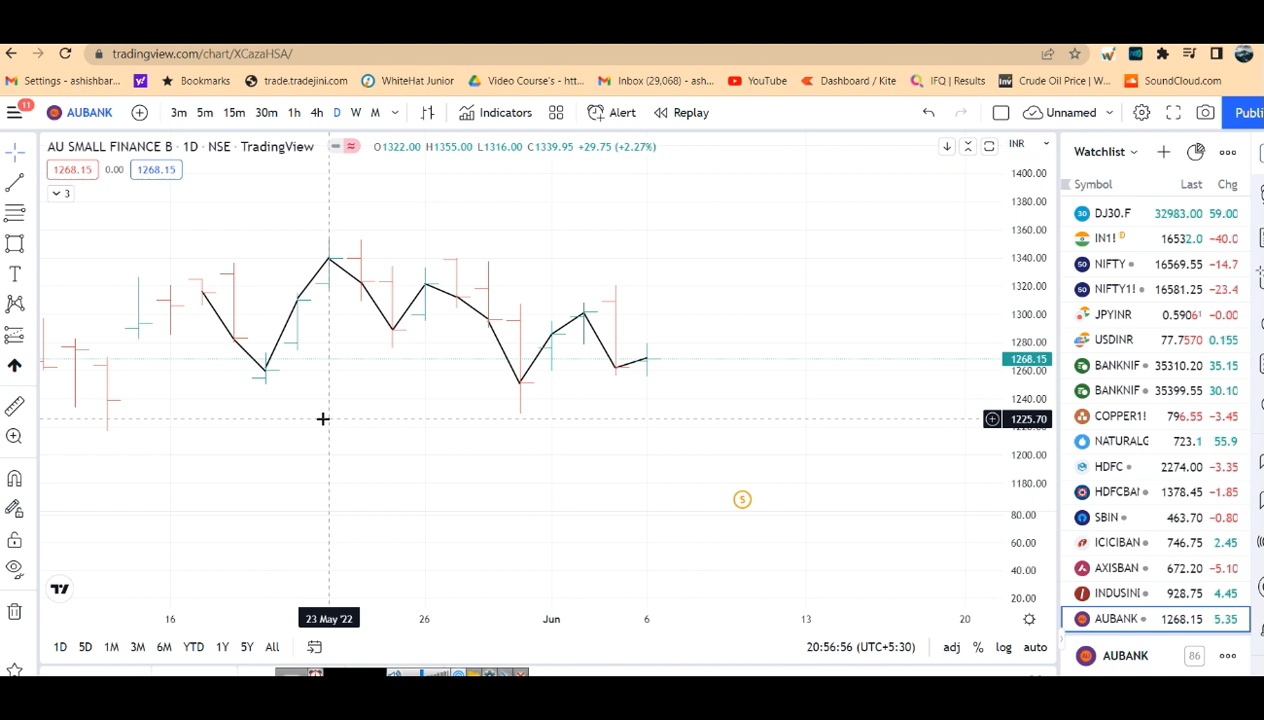 tradingview.com/chart/XCazaHSA/
Settings - ashishbar... Bookmarks trade.tradejini.com WhiteHat Junior Video Course's - htt... Inbox (29,068) - ash... YouTube Dashboard / Kite IFQ | Results Crude Oil Price | W... SoundCloud.com
11 AUBANK 3m 5m 15m 30m 1h 4h D W M Indicators Alert Replay Unnamed Publi
AU SMALL FINANCE B · 1D · NSE · TradingView O1322.00 H1355.00 L1316.00 C1339.95 +29.75 (+2.27%) INR
1268.15 0.00 1268.15
3
1400.00
1380.00
1360.00
1340.00
1320.00
1300.00
1280.00
1268.15
1260.00
1240.00
1225.70
1200.00
1180.00
80.00
60.00
40.00
20.00
S
16 23 May '22 26 Jun 6 13 20
1D 5D 1M 3M 6M YTD 1Y 5Y All 20:56:56 (UTC+5:30) adj % log auto
Watchlist
Symbol Last Chg
DJ30.F 32983.00 59.00
IN1! D 16532.0 -40.0
NIFTY 16569.55 -14.7
NIFTY1! 16581.25 -23.4
JPYINR 0.5906¹ -0.00
USDINR 77.7570 0.155
BANKNIF 35310.20 35.15
BANKNIF 35399.55 30.10
COPPER1! 796.55 -3.45
NATURALG 723.1 55.9
HDFC 2274.00 -3.35
HDFCBAI 1378.45 -1.85
SBIN 463.70 -0.80
ICICIBAN 746.75 2.45
AXISBAN 672.20 -5.10
INDUSINI 928.75 4.45
AUBANK 1268.15 5.35
AUBANK 86